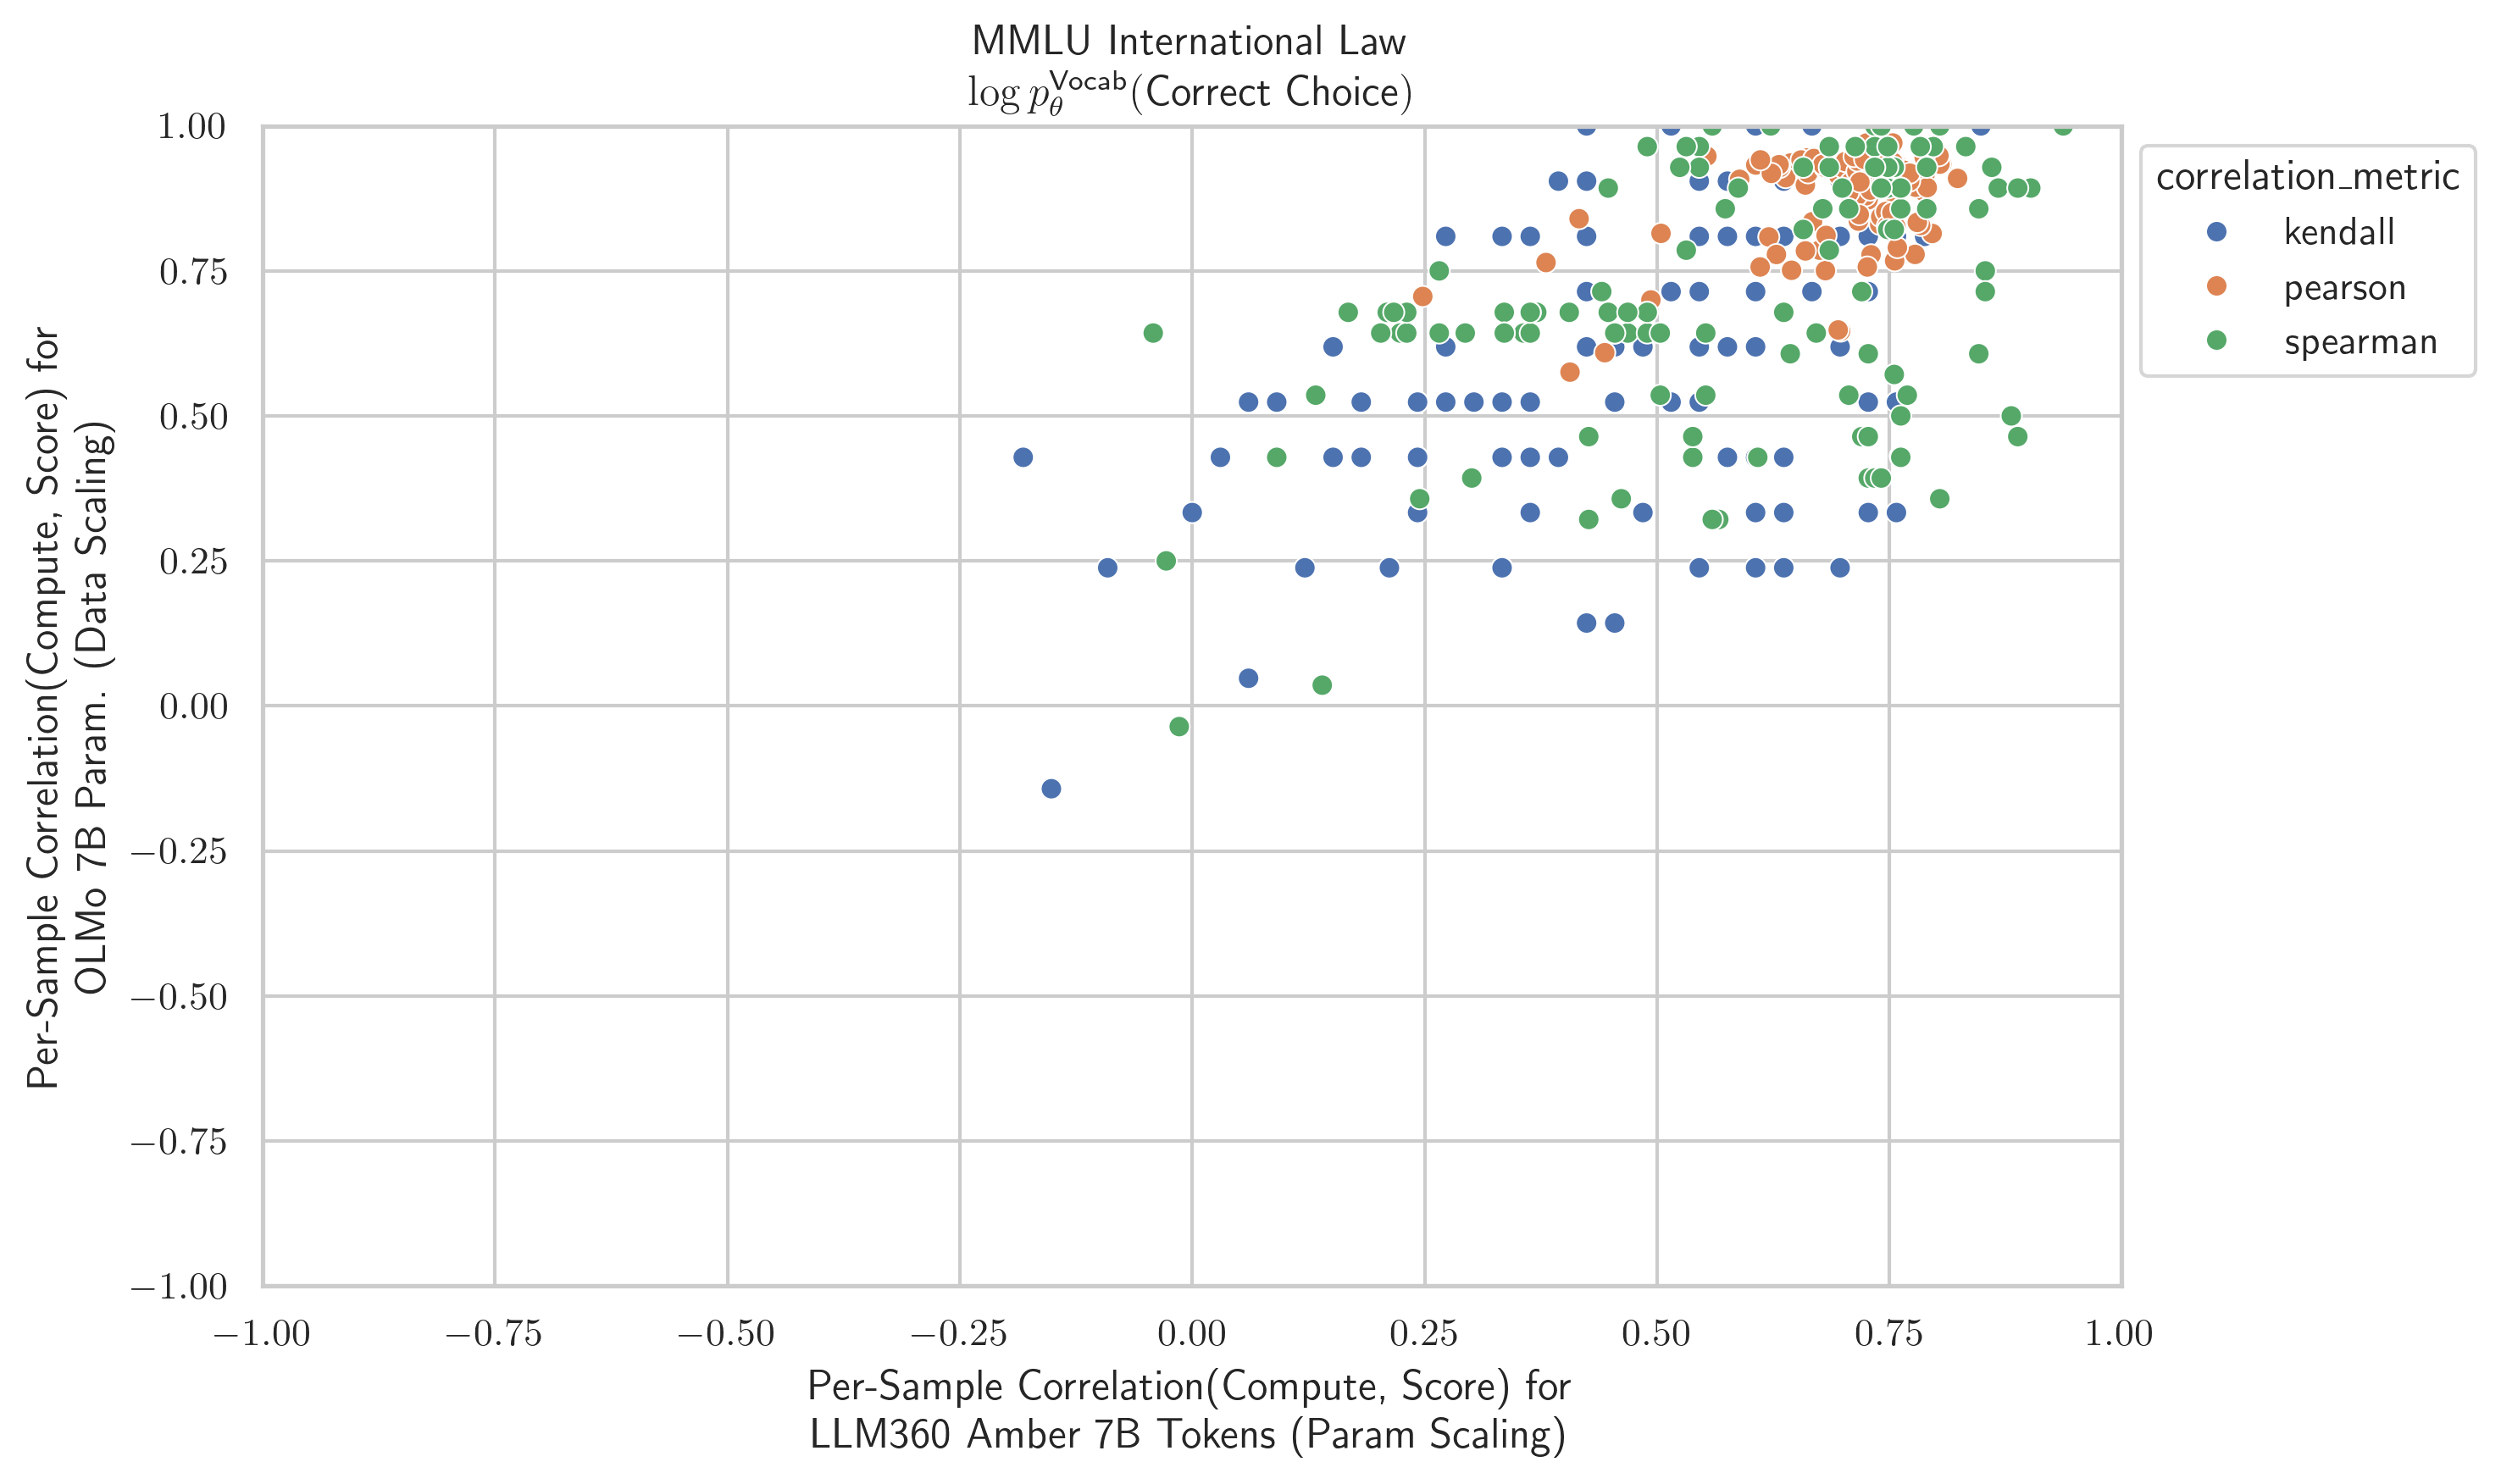 MMLU International Law
log p_θ^Vocab(Correct Choice)
1.00
0.75
0.50
0.25
0.00
−0.25
−0.50
−0.75
−1.00
Per-Sample Correlation(Compute, Score) for
OLMo 7B Param. (Data Scaling)
correlation_metric
kendall
pearson
spearman
−1.00
−0.75
−0.50
−0.25
0.00
0.25
0.50
0.75
1.00
Per-Sample Correlation(Compute, Score) for
LLM360 Amber 7B Tokens (Param Scaling)